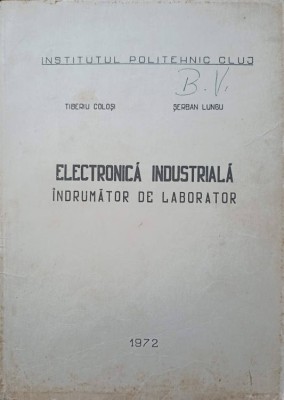 INSTITUTUL POLITEHNIC CLUJ
B.V.
TIBERIU COLOȘI ȘERBAN LUNGU
ELECTRONICĂ INDUSTRIALĂ
ÎNDRUMĂTOR DE LABORATOR
1972